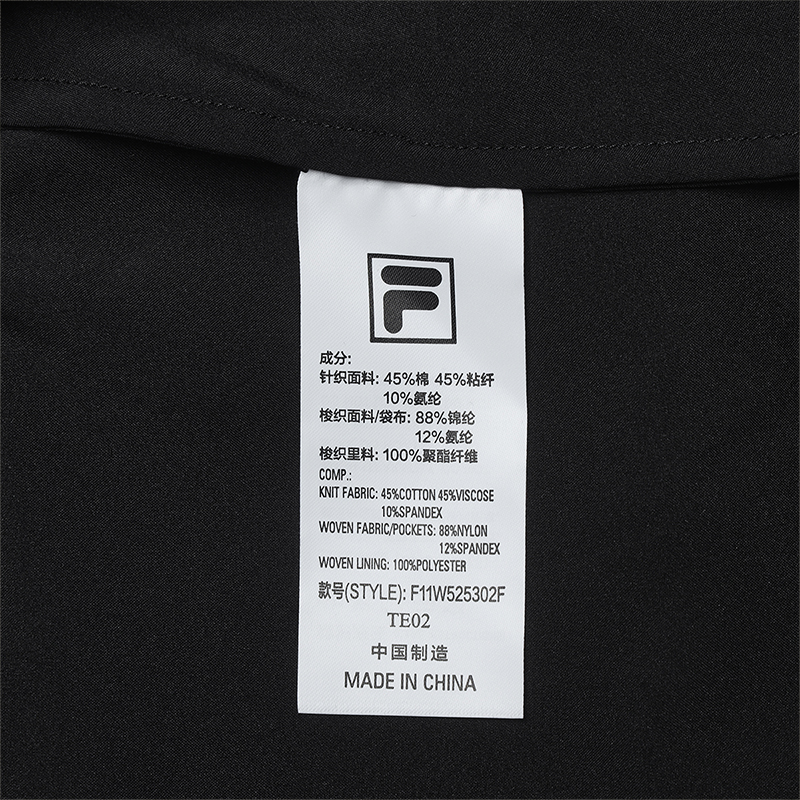 F
成分:
针织面料: 45%棉 45%粘纤
10%氨纶
梭织面料/袋布: 88%锦纶
12%氨纶
梭织里料: 100%聚酯纤维
COMP.:
KNIT FABRIC: 45%COTTON 45%VISCOSE
10%SPANDEX
WOVEN FABRIC/POCKETS: 88%NYLON
12%SPANDEX
WOVEN LINING: 100%POLYESTER
款号(STYLE): F11W525302F
TE02
中国制造
MADE IN CHINA